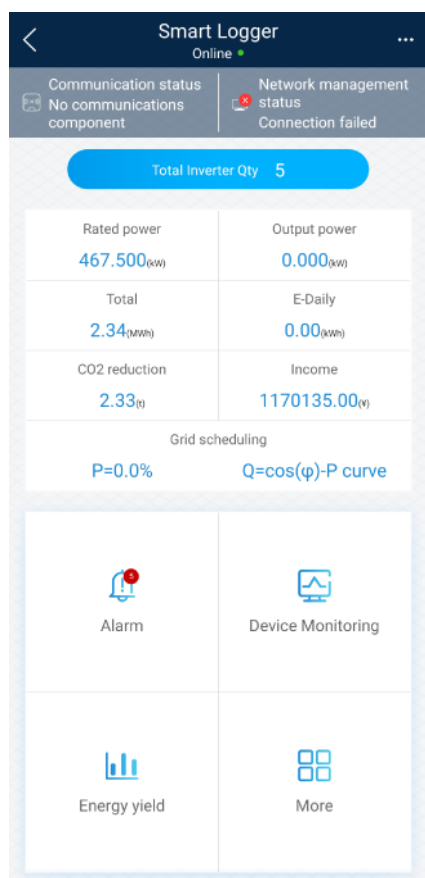 Smart Logger
Online
Communication status
No communications
component
Network management
status
Connection failed
Total Inverter Qty 5
Rated power
467.500(kW)
Output power
0.000(kW)
Total
2.34(MWh)
E-Daily
0.00(kWh)
CO2 reduction
2.33(t)
Income
1170135.00(¥)
Grid scheduling
P=0.0% Q=cos(φ)-P curve
5
Alarm
Device Monitoring
Energy yield
More